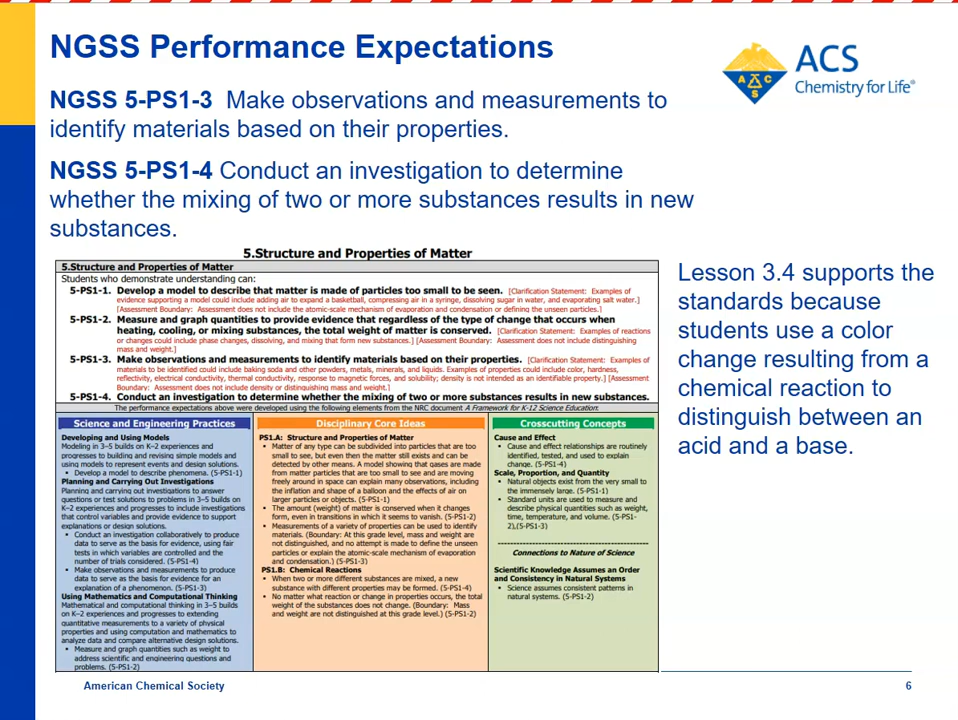 NGSS Performance Expectations
ACS
Chemistry for Life®
A C S
NGSS 5-PS1-3 Make observations and measurements to
identify materials based on their properties.
NGSS 5-PS1-4 Conduct an investigation to determine
whether the mixing of two or more substances results in new
substances.
5.Structure and Properties of Matter
5.Structure and Properties of Matter
Students who demonstrate understanding can:
5-PS1-1. Develop a model to describe that matter is made of particles too small to be seen. [Clarification Statement: Examples of
evidence supporting a model could include adding air to expand a basketball, compressing air in a syringe, dissolving sugar in water, and evaporating salt water.]
[Assessment Boundary: Assessment does not include the atomic-scale mechanism of evaporation and condensation or defining the unseen particles.]
5-PS1-2. Measure and graph quantities to provide evidence that regardless of the type of change that occurs when
heating, cooling, or mixing substances, the total weight of matter is conserved. [Clarification Statement: Examples of reactions
or changes could include phase changes, dissolving, and mixing that form new substances.] [Assessment Boundary: Assessment does not include distinguishing
mass and weight.]
5-PS1-3. Make observations and measurements to identify materials based on their properties. [Clarification Statement: Examples of
materials to be identified could include baking soda and other powders, metals, minerals, and liquids. Examples of properties could include color, hardness,
reflectivity, electrical conductivity, thermal conductivity, response to magnetic forces, and solubility; density is not intended as an identifiable property.] [Assessment
Boundary: Assessment does not include density or distinguishing mass and weight.]
5-PS1-4. Conduct an investigation to determine whether the mixing of two or more substances results in new substances.
The performance expectations above were developed using the following elements from the NRC document A Framework for K-12 Science Education:
Science and Engineering Practices
Developing and Using Models
Modeling in 3–5 builds on K–2 experiences and
progresses to building and revising simple models and
using models to represent events and design solutions.
• Develop a model to describe phenomena. (5-PS1-1)
Planning and Carrying Out Investigations
Planning and carrying out investigations to answer
questions or test solutions to problems in 3–5 builds on
K–2 experiences and progresses to include investigations
that control variables and provide evidence to support
explanations or design solutions.
• Conduct an investigation collaboratively to produce
data to serve as the basis for evidence, using fair
tests in which variables are controlled and the
number of trials considered. (5-PS1-4)
• Make observations and measurements to produce
data to serve as the basis for evidence for an
explanation of a phenomenon. (5-PS1-3)
Using Mathematics and Computational Thinking
Mathematical and computational thinking in 3–5 builds
on K–2 experiences and progresses to extending
quantitative measurements to a variety of physical
properties and using computation and mathematics to
analyze data and compare alternative design solutions.
• Measure and graph quantities such as weight to
address scientific and engineering questions and
problems. (5-PS1-2)
Disciplinary Core Ideas
PS1.A: Structure and Properties of Matter
• Matter of any type can be subdivided into particles that are too
small to see, but even then the matter still exists and can be
detected by other means. A model showing that gases are made
from matter particles that are too small to see and are moving
freely around in space can explain many observations, including
the inflation and shape of a balloon and the effects of air on
larger particles or objects. (5-PS1-1)
• The amount (weight) of matter is conserved when it changes
form, even in transitions in which it seems to vanish. (5-PS1-2)
• Measurements of a variety of properties can be used to identify
materials. (Boundary: At this grade level, mass and weight are
not distinguished, and no attempt is made to define the unseen
particles or explain the atomic-scale mechanism of evaporation
and condensation.) (5-PS1-3)
PS1.B: Chemical Reactions
• When two or more different substances are mixed, a new
substance with different properties may be formed. (5-PS1-4)
• No matter what reaction or change in properties occurs, the total
weight of the substances does not change. (Boundary: Mass
and weight are not distinguished at this grade level.) (5-PS1-2)
Crosscutting Concepts
Cause and Effect
• Cause and effect relationships are routinely
identified, tested, and used to explain
change. (5-PS1-4)
Scale, Proportion, and Quantity
• Natural objects exist from the very small to
the immensely large. (5-PS1-1)
• Standard units are used to measure and
describe physical quantities such as weight,
time, temperature, and volume. (5-PS1-
2),(5-PS1-3)
Connections to Nature of Science
Scientific Knowledge Assumes an Order
and Consistency in Natural Systems
• Science assumes consistent patterns in
natural systems. (5-PS1-2)
Lesson 3.4 supports the
standards because
students use a color
change resulting from a
chemical reaction to
distinguish between an
acid and a base.
American Chemical Society
6